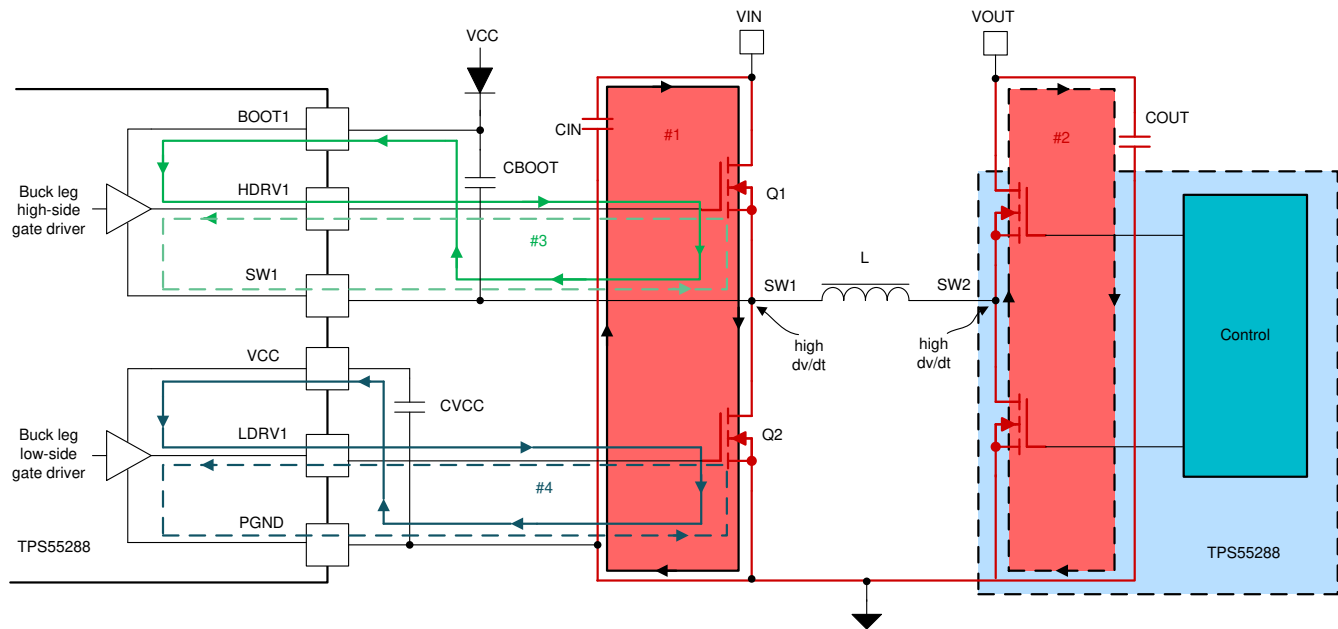 VIN
VOUT
VCC
BOOT1
CIN
#1
#2
COUT
CBOOT
Buck leg
high-side
gate driver
HDRV1
Q1
#3
SW1
L
SW1
SW2
high
dv/dt
high
dv/dt
Control
VCC
CVCC
Buck leg
low-side
gate driver
LDRV1
Q2
#4
PGND
TPS55288
TPS55288